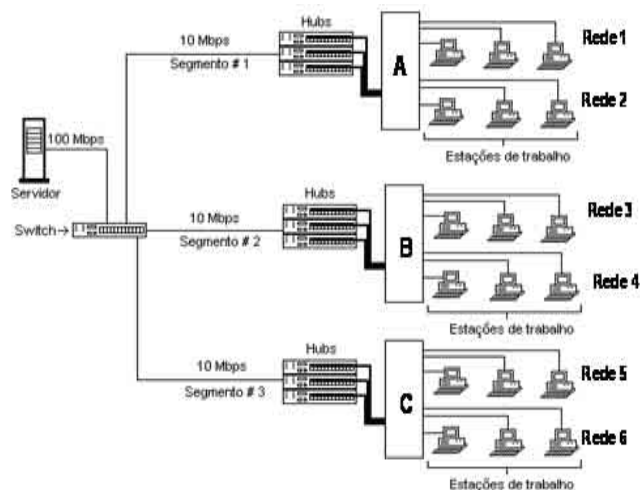 Hubs
10 Mbps
Segmento # 1
A
Rede 1
Rede 2
Estações de trabalho
100 Mbps
Servidor
Switch→
Hubs
10 Mbps
Segmento # 2
B
Rede 3
Rede 4
Estações de trabalho
Hubs
10 Mbps
Segmento # 3
C
Rede 5
Rede 6
Estações de trabalho